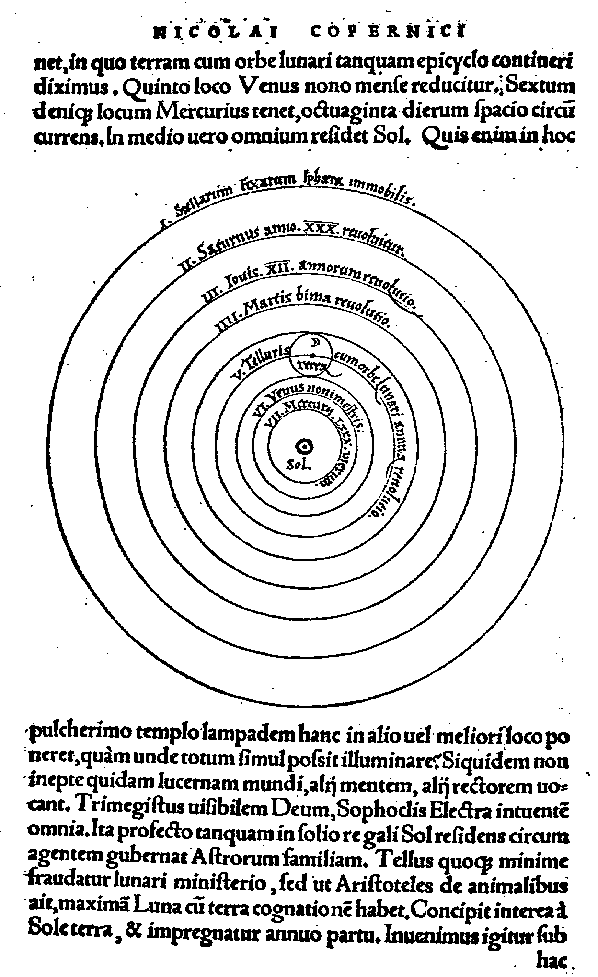 NICOLAI COPERNICI
net, in quo terram cum orbe lunari tanquam epicyclo contineri
diximus. Quinto loco Venus nono mense reducitur. Sextum
deniqꝫ locum Mercurius tenet, octuaginta dierum spacio circũ
currens. In medio uero omnium residet Sol. Quis enim in hoc
I. Stellarum Fixarum sphæra immobilis.
II. Saturnus anno. XXX. reuoluitur.
III. Iouis. XII. annorum reuolutio.
IIII. Martis bima reuolutio.
V. Telluris cum orbe lunari annua reuolutio.
terra
VI. Venus nonimestris.
VII. Mercurij. LXXX. dierum.
Sol.
pulcherimo templo lampadem hanc in alio uel meliori loco po
neret, quàm unde totum simul possit illuminare? Siquidem non
inepte quidam lucernam mundi, alij mentem, alij rectorem uo=
cant. Trimegistus uisibilem Deum, Sophoclis Electra intuentẽ
omnia. Ita profecto tanquam in solio regali Sol residens circum
agentem gubernat Astrorum familiam. Tellus quoqꝫ minime
fraudatur lunari ministerio, sed ut Aristoteles de animalibus
ait, maximã Luna cũ terra cognationẽ habet. Concipit interea à
Sole terra, & impregnatur annuo partu. Inuenimus igitur sub
hac